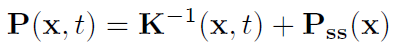 P(x, t) = K⁻¹(x, t) + Pₛₛ(x)